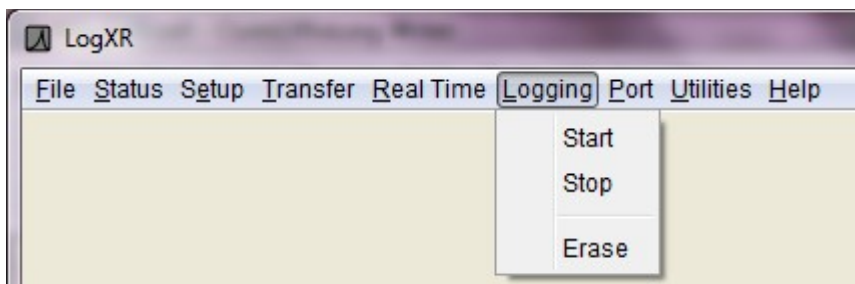 LogXR
File Status Setup Transfer Real Time Logging Port Utilities Help
Start
Stop
Erase